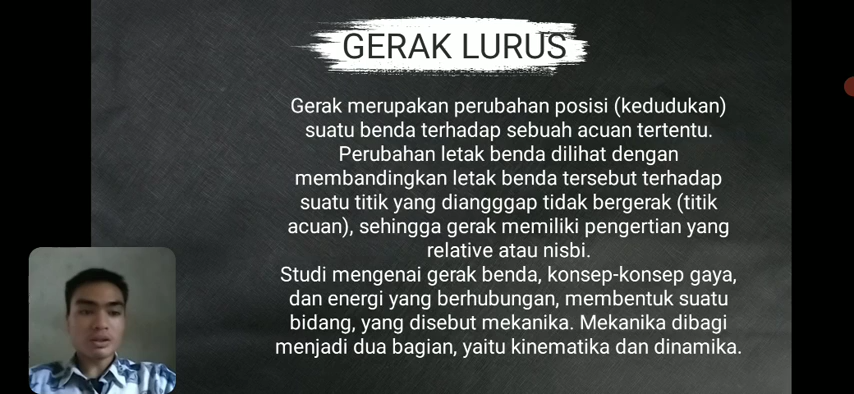 GERAK LURUS
Gerak merupakan perubahan posisi (kedudukan)
suatu benda terhadap sebuah acuan tertentu.
Perubahan letak benda dilihat dengan
membandingkan letak benda tersebut terhadap
suatu titik yang diangggap tidak bergerak (titik
acuan), sehingga gerak memiliki pengertian yang
relative atau nisbi.
Studi mengenai gerak benda, konsep-konsep gaya,
dan energi yang berhubungan, membentuk suatu
bidang, yang disebut mekanika. Mekanika dibagi
menjadi dua bagian, yaitu kinematika dan dinamika.